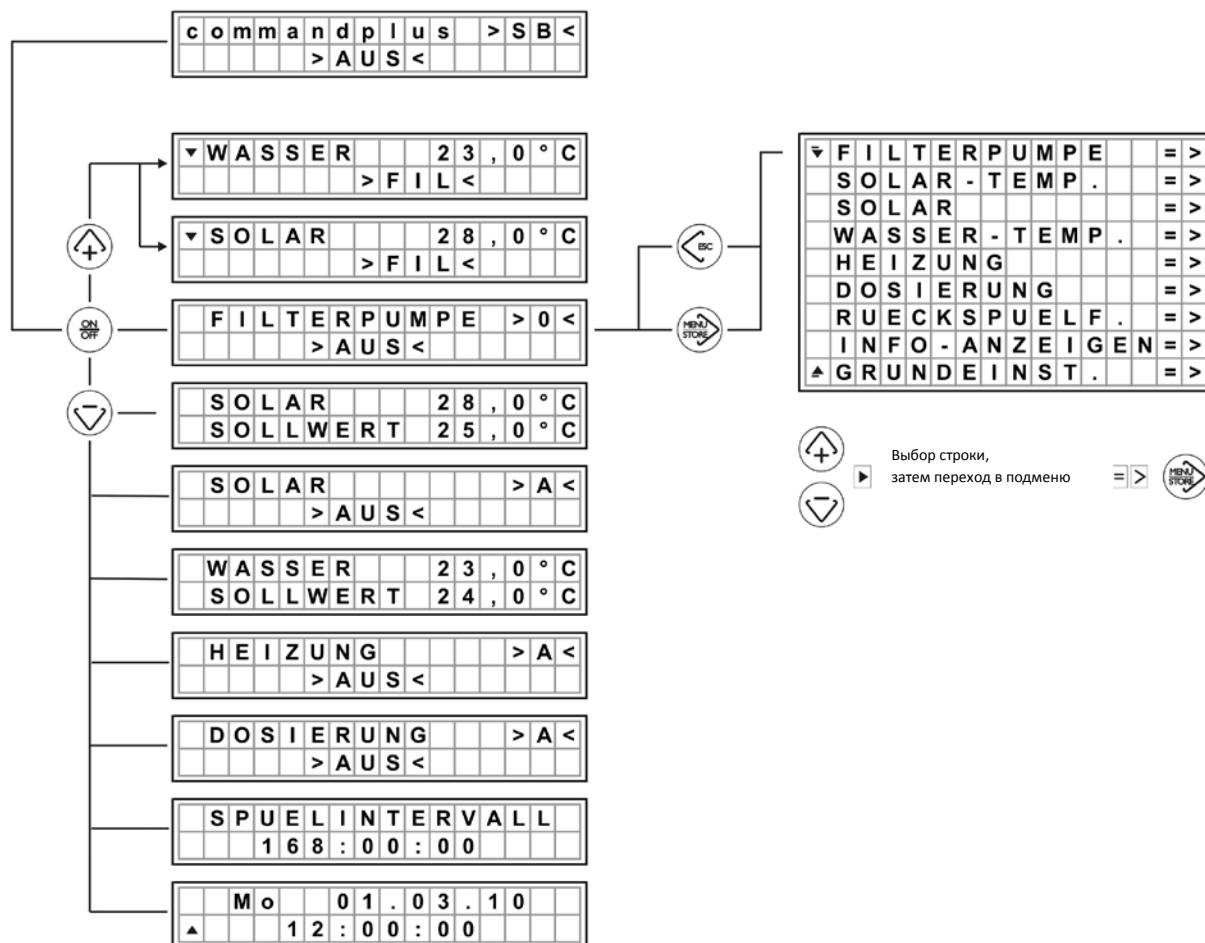 commandplus >SB<
>AUS<
▼WASSER 23,0°C
>FIL<
▼SOLAR 28,0°C
>FIL<
FILTERPUMPE >0<
>AUS<
SOLAR 28,0°C
SOLLWERT 25,0°C
SOLAR >A<
>AUS<
WASSER 23,0°C
SOLLWERT 24,0°C
HEIZUNG >A<
>AUS<
DOSIERUNG >A<
>AUS<
SPUELINTERVALL
168:00:00
Mo 01.03.10
▲ 12:00:00
+
ON
OFF
-
ESC
MENU
STORE
FILTERPUMPE =>
SOLAR-TEMP. =>
SOLAR =>
WASSER-TEMP. =>
HEIZUNG =>
DOSIERUNG =>
RUECKSPUELF. =>
INFO-ANZEIGEN=>
GRUNDEINST. =>
+
-
Выбор строки,
затем переход в подменю =>
MENU
STORE